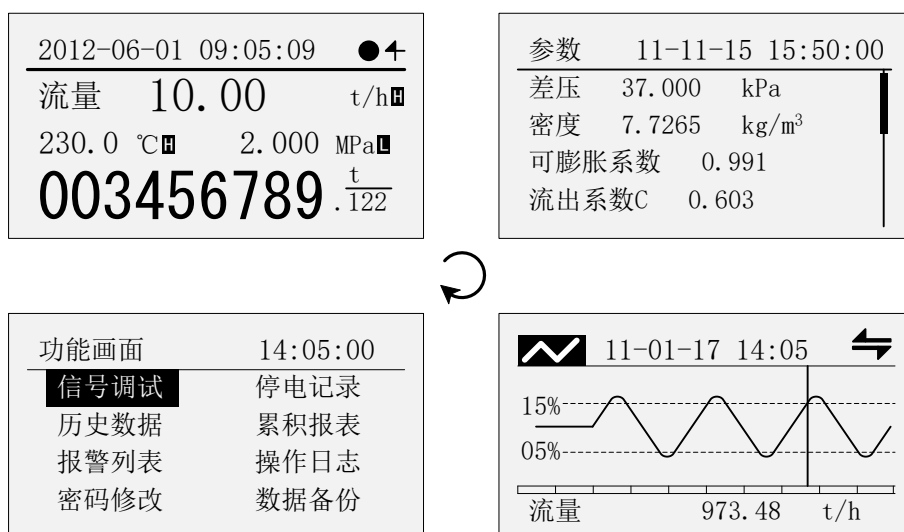 2012-06-01 09:05:09
流量 10.00 t/h H
230.0 ℃ H 2.000 MPa L
003456789 .122 t
参数 11-11-15 15:50:00
差压 37.000 kPa
密度 7.7265 kg/m³
可膨胀系数 0.991
流出系数C 0.603
功能画面 14:05:00
信号调试 停电记录
历史数据 累积报表
报警列表 操作日志
密码修改 数据备份
11-01-17 14:05
15%
05%
流量 973.48 t/h